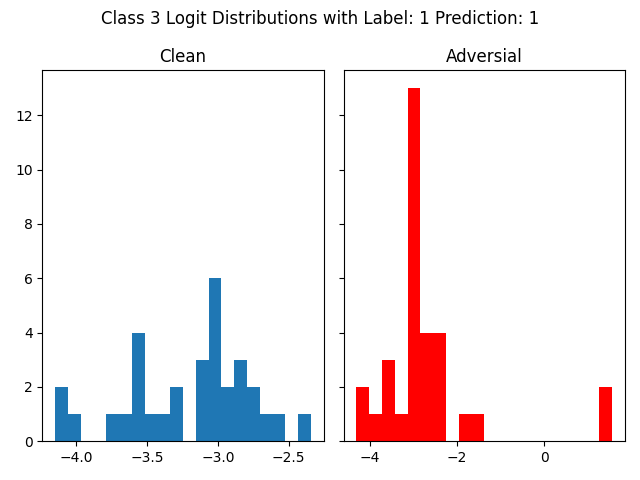 Class 3 Logit Distributions with Label: 1 Prediction: 1
Clean
Adversial
12
10
8
6
4
2
0
−4.0 −3.5 −3.0 −2.5
−4 −2 0